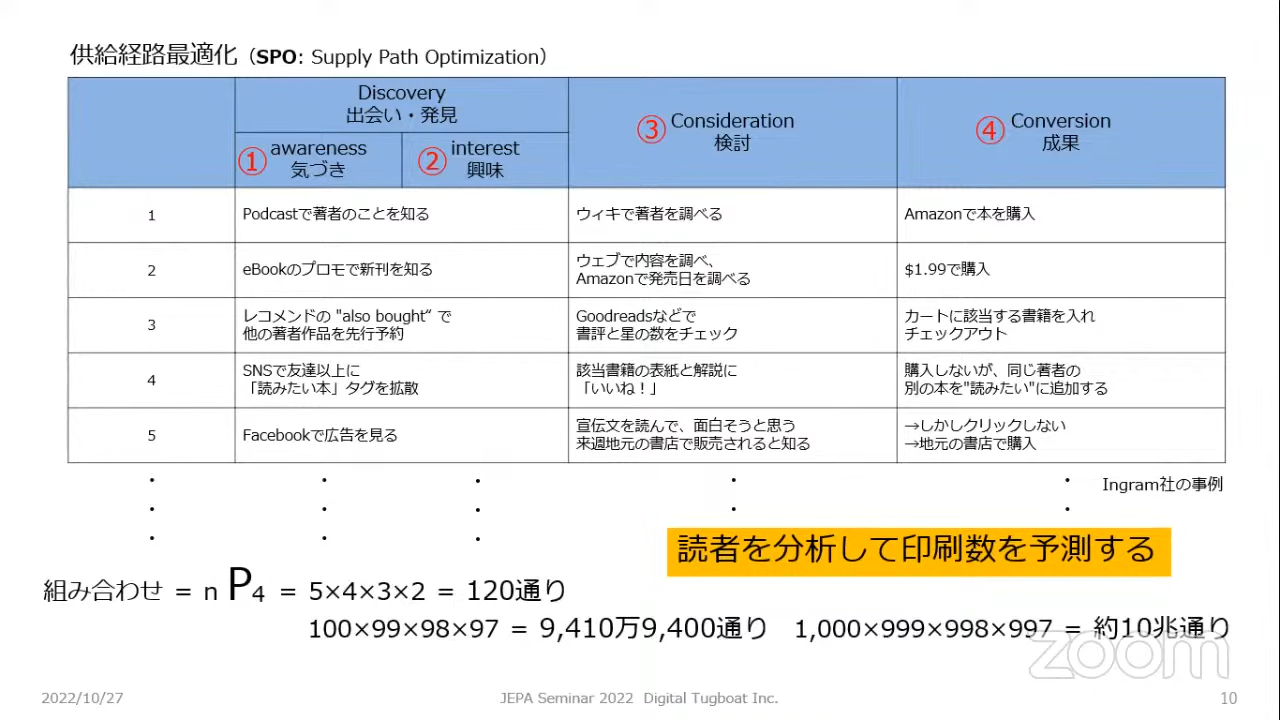 供給経路最適化（SPO: Supply Path Optimization）
Discovery
出会い・発見
① awareness
気づき
② interest
興味
③ Consideration
検討
④ Conversion
成果
1
Podcastで著者のことを知る
ウィキで著者を調べる
Amazonで本を購入
2
eBookのプロモで新刊を知る
ウェブで内容を調べ、
Amazonで発売日を調べる
$1.99で購入
3
レコメンドの "also bought“ で
他の著者作品を先行予約
Goodreadsなどで
書評と星の数をチェック
カートに該当する書籍を入れ
チェックアウト
4
SNSで友達以上に
「読みたい本」タグを拡散
該当書籍の表紙と解説に
「いいね！」
購入しないが、同じ著者の
別の本を"読みたい"に追加する
5
Facebookで広告を見る
宣伝文を読んで、面白そうと思う
来週地元の書店で販売されると知る
→しかしクリックしない
→地元の書店で購入
Ingram社の事例
読者を分析して印刷数を予測する
組み合わせ ＝ n P4 ＝ 5×4×3×2 ＝ 120通り
100×99×98×97 ＝ 9,410万9,400通り 1,000×999×998×997 ＝ 約10兆通り
zoom
2022/10/27
JEPA Seminar 2022 Digital Tugboat Inc.
10